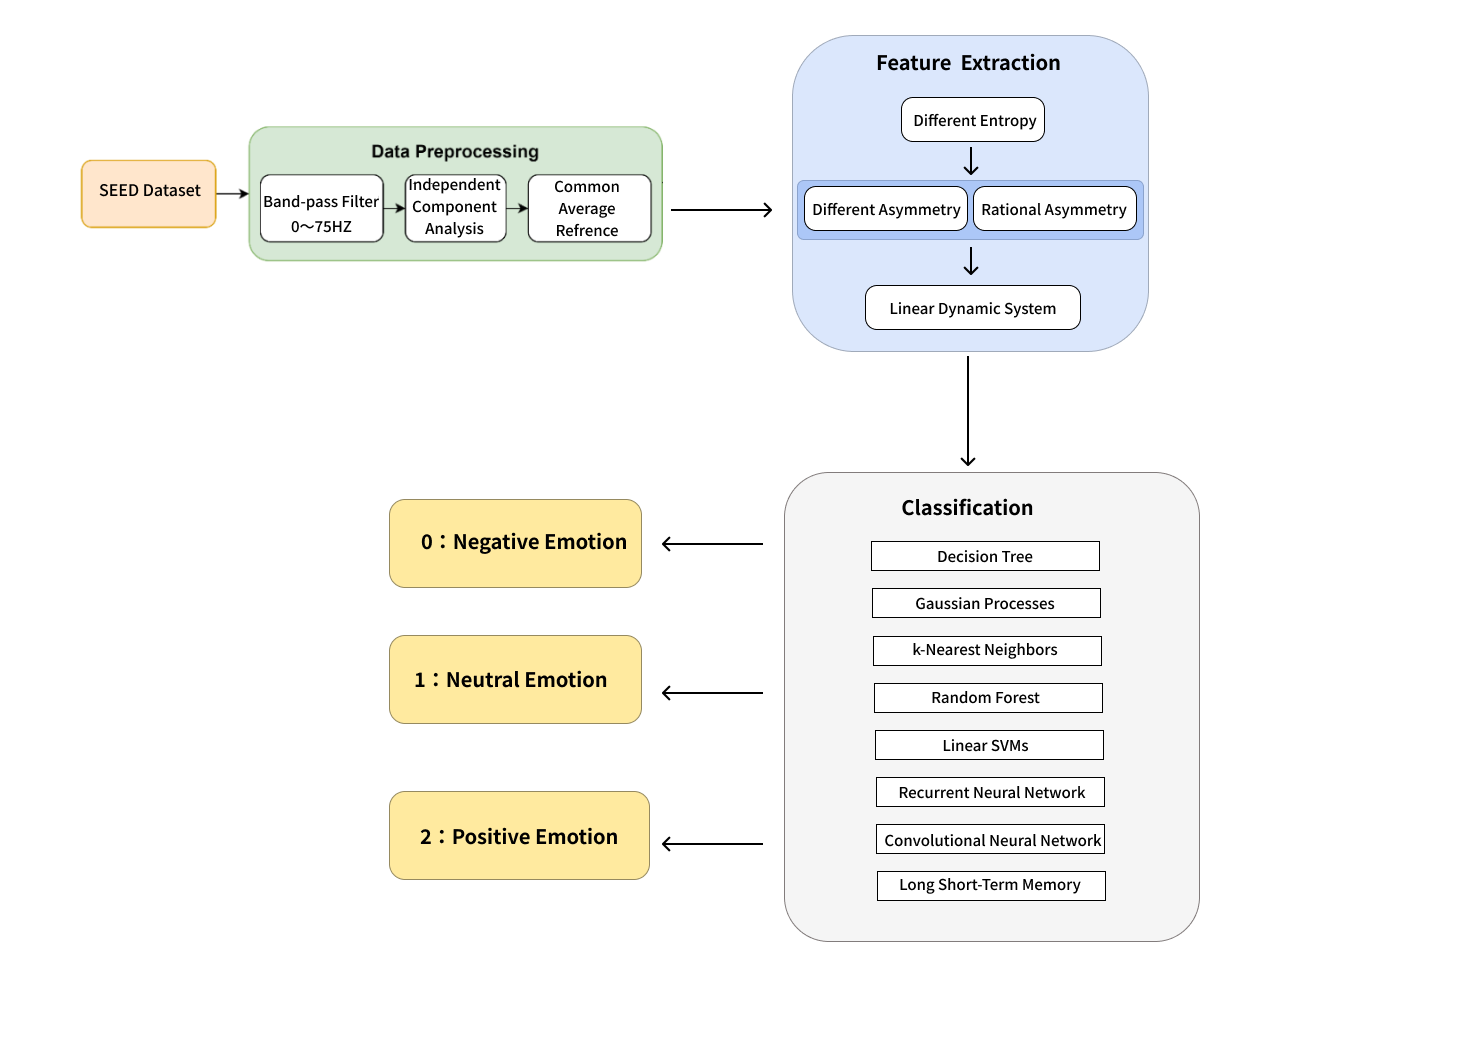 SEED Dataset
Data Preprocessing
Band-pass Filter
0～75HZ
Independent
Component
Analysis
Common
Average
Refrence
Feature Extraction
Different Entropy
Different Asymmetry
Rational Asymmetry
Linear Dynamic System
Classification
Decision Tree
Gaussian Processes
k-Nearest Neighbors
Random Forest
Linear SVMs
Recurrent Neural Network
Convolutional Neural Network
Long Short-Term Memory
0：Negative Emotion
1：Neutral Emotion
2：Positive Emotion